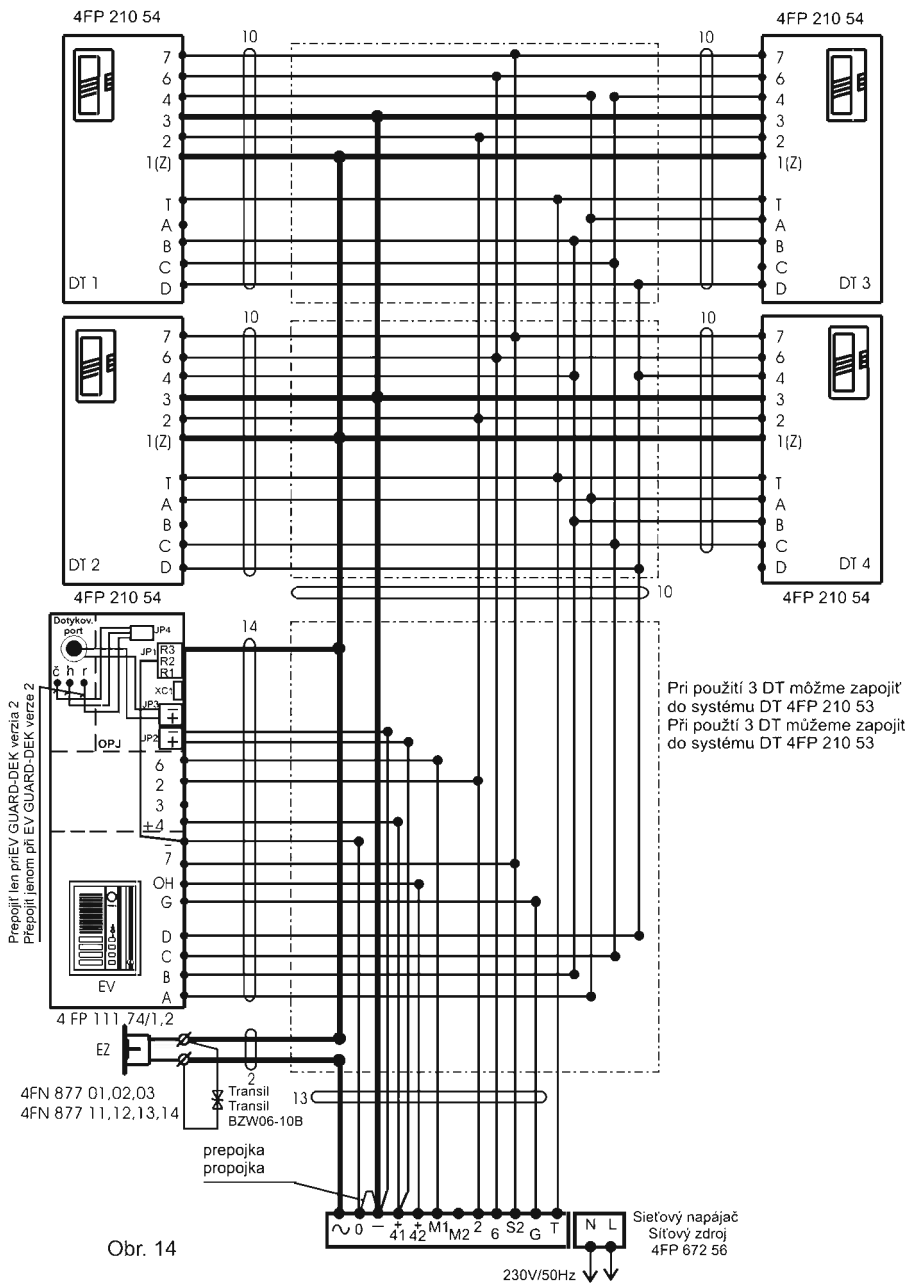 4FP 210 54
4FP 210 54
10
10
7
6
4
3
2
1(Z)
T
A
B
C
D
DT 1
7
6
4
3
2
1(Z)
T
A
B
C
D
DT 3
10
10
7
6
4
3
2
1(Z)
T
A
B
C
D
DT 2
7
6
4
3
2
1(Z)
T
A
B
C
D
DT 4
4FP 210 54
4FP 210 54
10
Dotykov.
port
JP4
JP1
R3
R2
R1
č h r
XC1
JP3
JP2
OPJ
14
6
2
3
+4
–
7
OH
G
D
C
B
A
EV
4 FP 111 74/1,2
Prepojiť len priEV GUARD-DEK verzia 2
Přepojit jenom při EV GUARD-DEK verze 2
Pri použití 3 DT môžme zapojiť
do systému DT 4FP 210 53
Při použtí 3 DT můžeme zapojit
do systému DT 4FP 210 53
EZ
2
4FN 877 01,02,03
4FN 877 11,12,13,14
Transil
Transil
BZW06-10B
13
prepojka
propojka
~ 0 – +41 +42 M1 M2 2 6 S2 G T
N L
Sieťový napájač
Síťový zdroj
4FP 672 56
230V/50Hz
Obr. 14